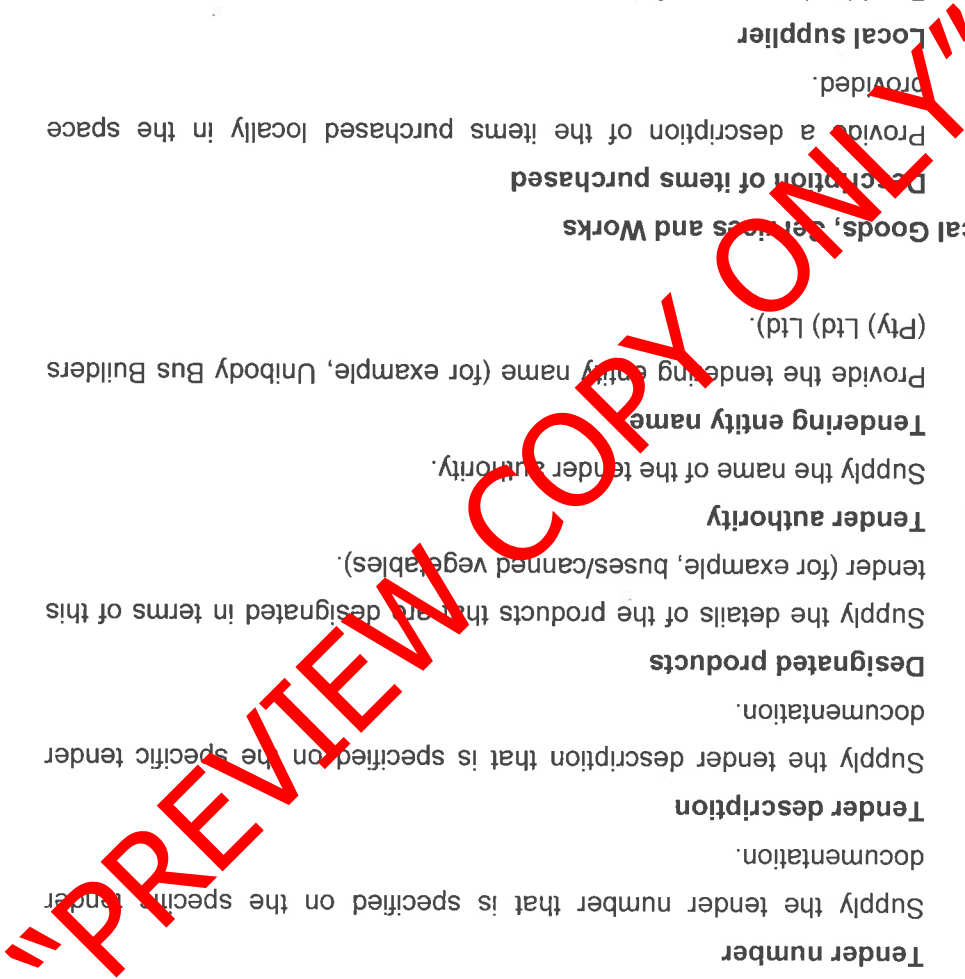 Tender number
Supply the tender number that is specified on the specific tender
documentation.
Tender description
Supply the tender description that is specified on the specific tender
documentation.
Designated products
Supply the details of the products that are designated in terms of this
tender (for example, buses/canned vegetables).
Tender authority
Supply the name of the tender authority.
Tendering entity name
Provide the tendering entity name (for example, Unibody Bus Builders
(Pty) Ltd) Ltd).
Goods, Services and Works
Description of items purchased
Provide a description of the items purchased locally in the space
provided.
Local supplier
"PREVIEW COPY ONLY"